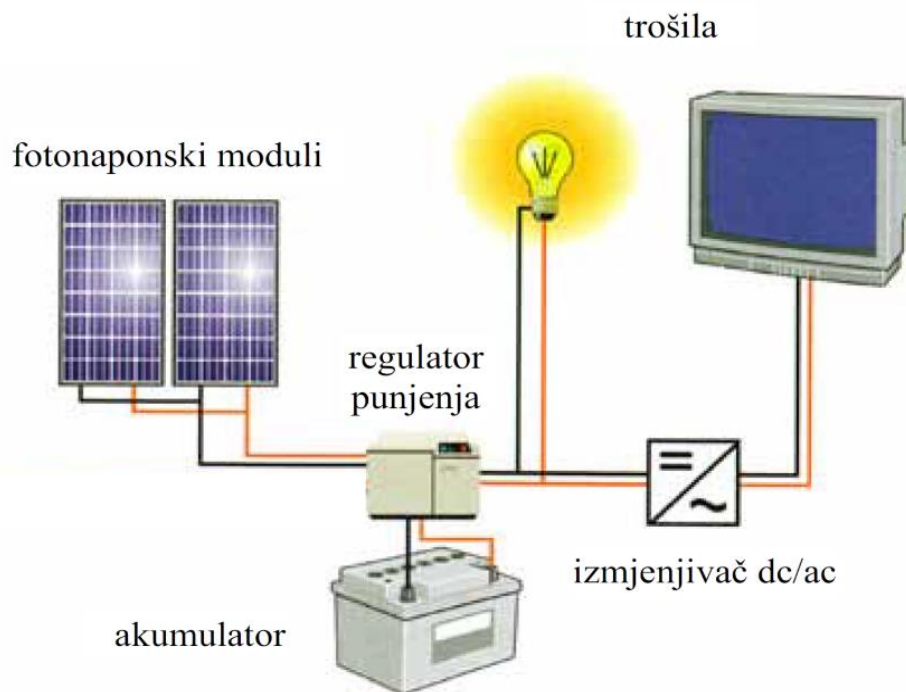 trošila
fotonaponski moduli
regulator
punjenja
izmjenjivač dc/ac
akumulator